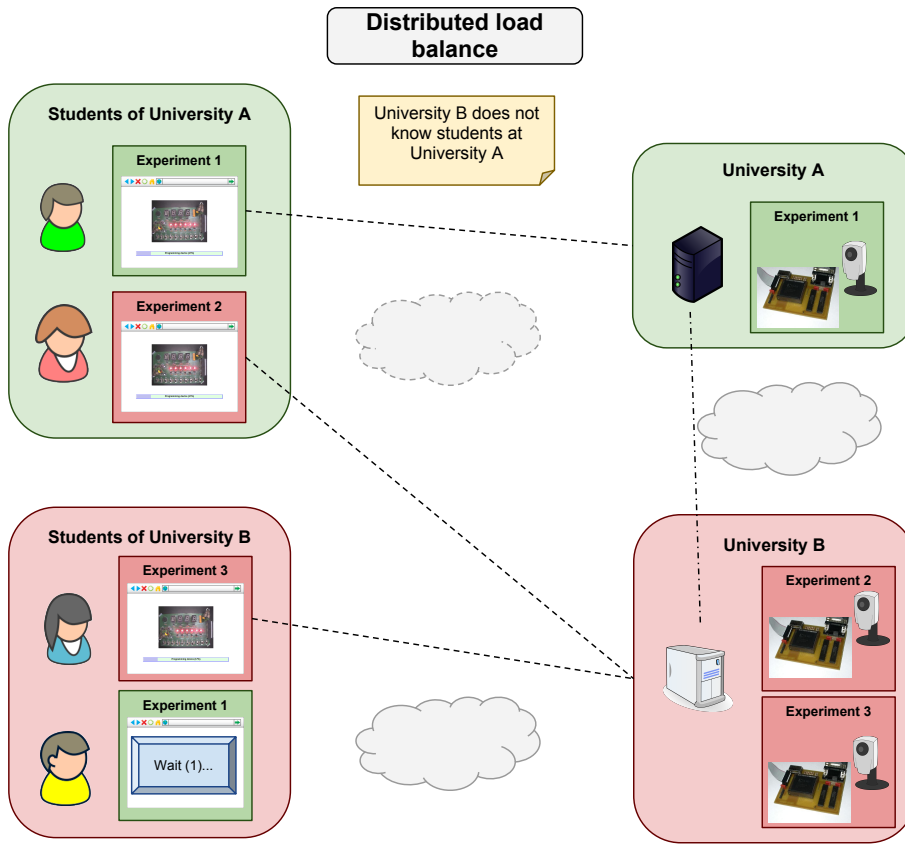 Distributed load
balance
Students of University A
University B does not
know students at
University A
Experiment 1
Experiment 2
University A
Experiment 1
Students of University B
Experiment 3
Experiment 1
Wait (1)...
University B
Experiment 2
Experiment 3